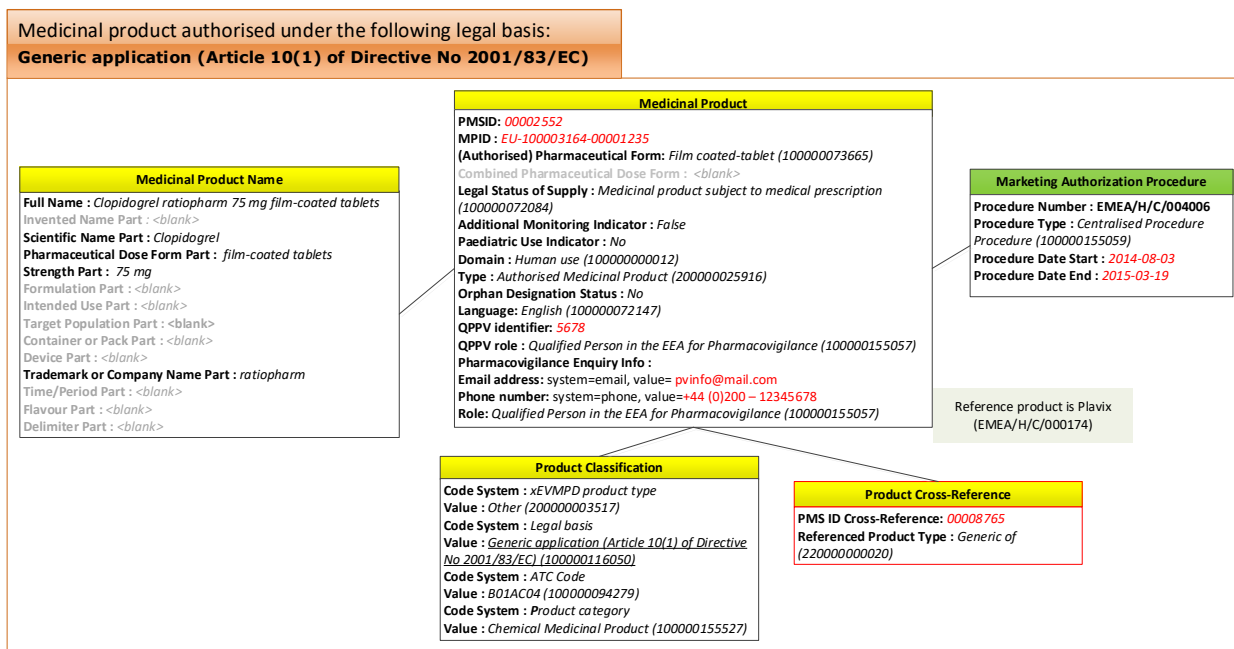 Medicinal product authorised under the following legal basis:
Generic application (Article 10(1) of Directive No 2001/83/EC)
Medicinal Product Name
Full Name : Clopidogrel ratiopharm 75 mg film-coated tablets
Invented Name Part : <blank>
Scientific Name Part : Clopidogrel
Pharmaceutical Dose Form Part : film-coated tablets
Strength Part : 75 mg
Formulation Part : <blank>
Intended Use Part : <blank>
Target Population Part : <blank>
Container or Pack Part : <blank>
Device Part : <blank>
Trademark or Company Name Part : ratiopharm
Time/Period Part : <blank>
Flavour Part : <blank>
Delimiter Part : <blank>
Medicinal Product
PMSID: 00002552
MPID : EU-100003164-00001235
(Authorised) Pharmaceutical Form: Film coated-tablet (100000073665)
Combined Pharmaceutical Dose Form : <blank>
Legal Status of Supply : Medicinal product subject to medical prescription
(100000072084)
Additional Monitoring Indicator : False
Paediatric Use Indicator : No
Domain : Human use (100000000012)
Type : Authorised Medicinal Product (200000025916)
Orphan Designation Status : No
Language: English (100000072147)
QPPV identifier: 5678
QPPV role : Qualified Person in the EEA for Pharmacovigilance (100000155057)
Pharmacovigilance Enquiry Info :
Email address: system=email, value= pvinfo@mail.com
Phone number: system=phone, value=+44 (0)200 – 12345678
Role: Qualified Person in the EEA for Pharmacovigilance (100000155057)
Marketing Authorization Procedure
Procedure Number : EMEA/H/C/004006
Procedure Type : Centralised Procedure
Procedure (100000155059)
Procedure Date Start : 2014-08-03
Procedure Date End : 2015-03-19
Reference product is Plavix
(EMEA/H/C/000174)
Product Classification
Code System : xEVMPD product type
Value : Other (200000003517)
Code System : Legal basis
Value : Generic application (Article 10(1) of Directive
No 2001/83/EC) (100000116050)
Code System : ATC Code
Value : B01AC04 (100000094279)
Code System : Product category
Value : Chemical Medicinal Product (100000155527)
Product Cross-Reference
PMS ID Cross-Reference: 00008765
Referenced Product Type : Generic of
(220000000020)